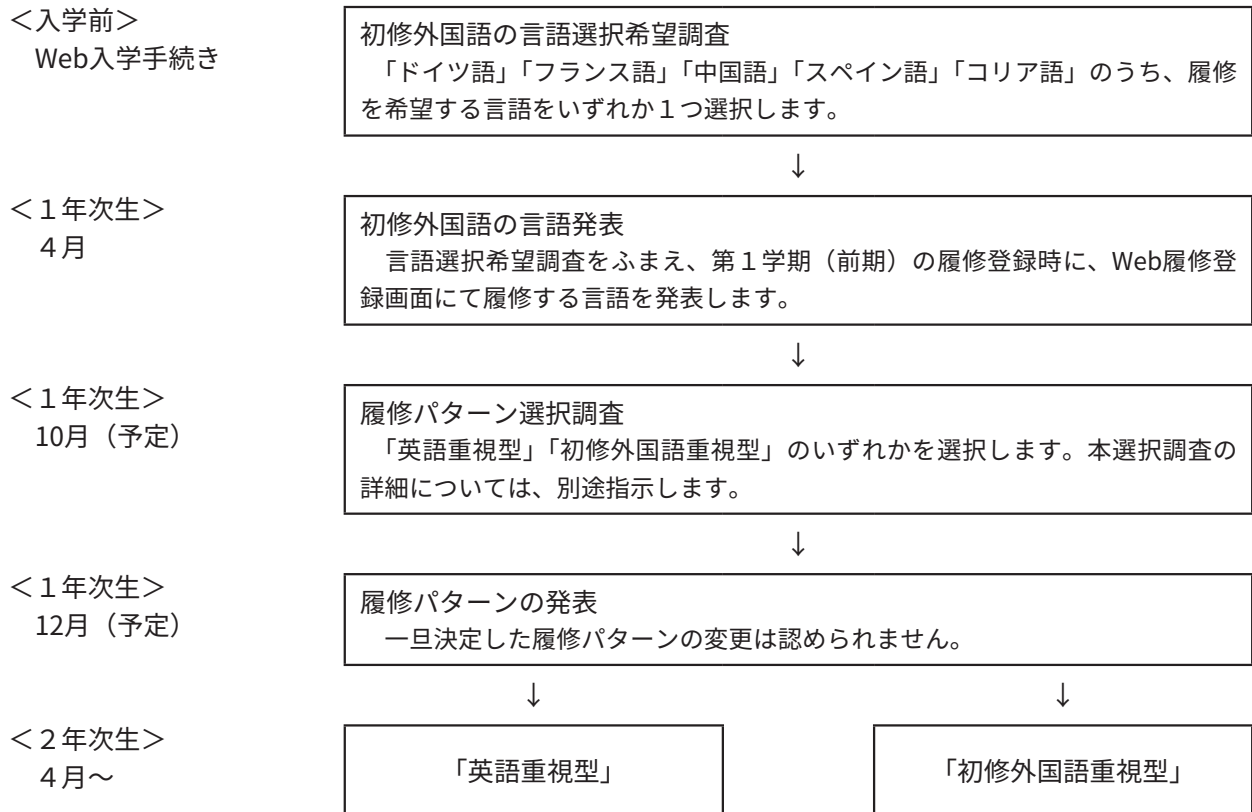 ＜入学前＞
Web入学手続き
初修外国語の言語選択希望調査
「ドイツ語」「フランス語」「中国語」「スペイン語」「コリア語」のうち、履修
を希望する言語をいずれか１つ選択します。
↓
＜１年次生＞
４月
初修外国語の言語発表
言語選択希望調査をふまえ、第１学期（前期）の履修登録時に、Web履修登
録画面にて履修する言語を発表します。
↓
＜１年次生＞
10月（予定）
履修パターン選択調査
「英語重視型」「初修外国語重視型」のいずれかを選択します。本選択調査の
詳細については、別途指示します。
↓
＜１年次生＞
12月（予定）
履修パターンの発表
一旦決定した履修パターンの変更は認められません。
↓ ↓
＜２年次生＞
４月～
「英語重視型」
「初修外国語重視型」